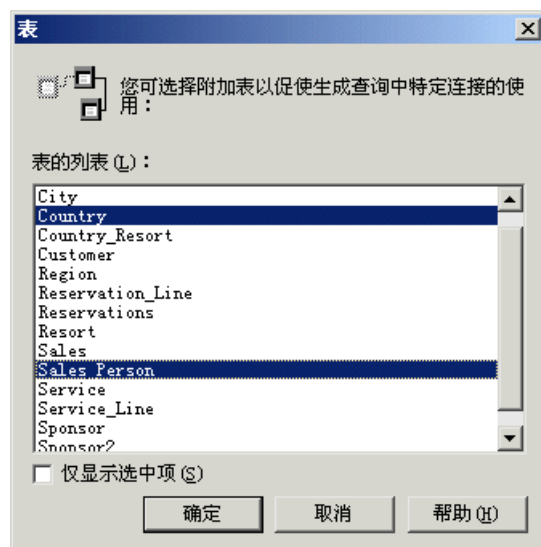 表
您可选择附加表以促使生成查询中特定连接的使
用：
表的列表(L)：
City
Country
Country_Resort
Customer
Region
Reservation_Line
Reservations
Resort
Sales
Sales_Person
Service
Service_Line
Sponsor
Sponsor2
仅显示选中项(S)
确定
取消
帮助(H)